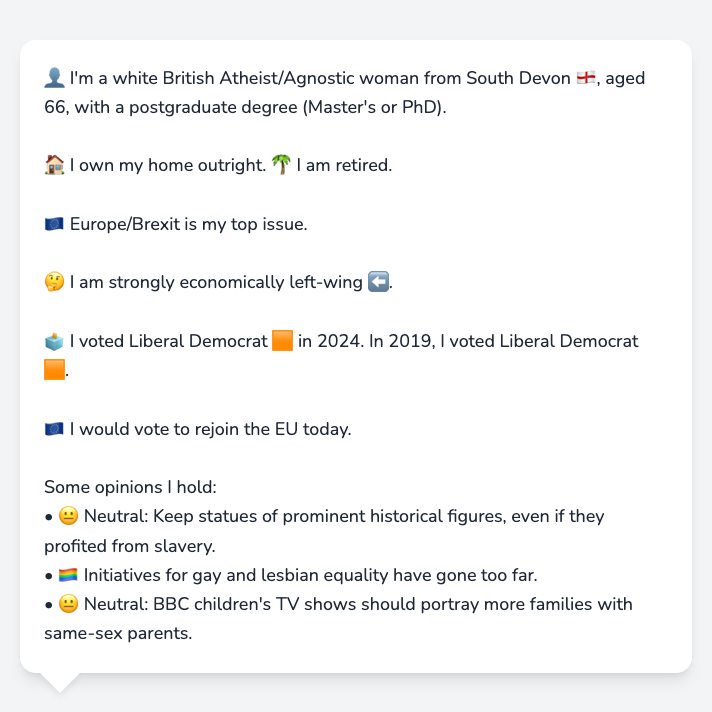 👤 I'm a white British Atheist/Agnostic woman from South Devon 🏴󠁧󠁢󠁥󠁮󠁧󠁿, aged
66, with a postgraduate degree (Master's or PhD).
🏠 I own my home outright. 🌴 I am retired.
🇪🇺 Europe/Brexit is my top issue.
🤔 I am strongly economically left-wing ⬅️.
🗳️ I voted Liberal Democrat 🟧 in 2024. In 2019, I voted Liberal Democrat
🟧.
🇪🇺 I would vote to rejoin the EU today.
Some opinions I hold:
• 😐 Neutral: Keep statues of prominent historical figures, even if they
profited from slavery.
• 🏳️‍🌈 Initiatives for gay and lesbian equality have gone too far.
• 😐 Neutral: BBC children's TV shows should portray more families with
same-sex parents.